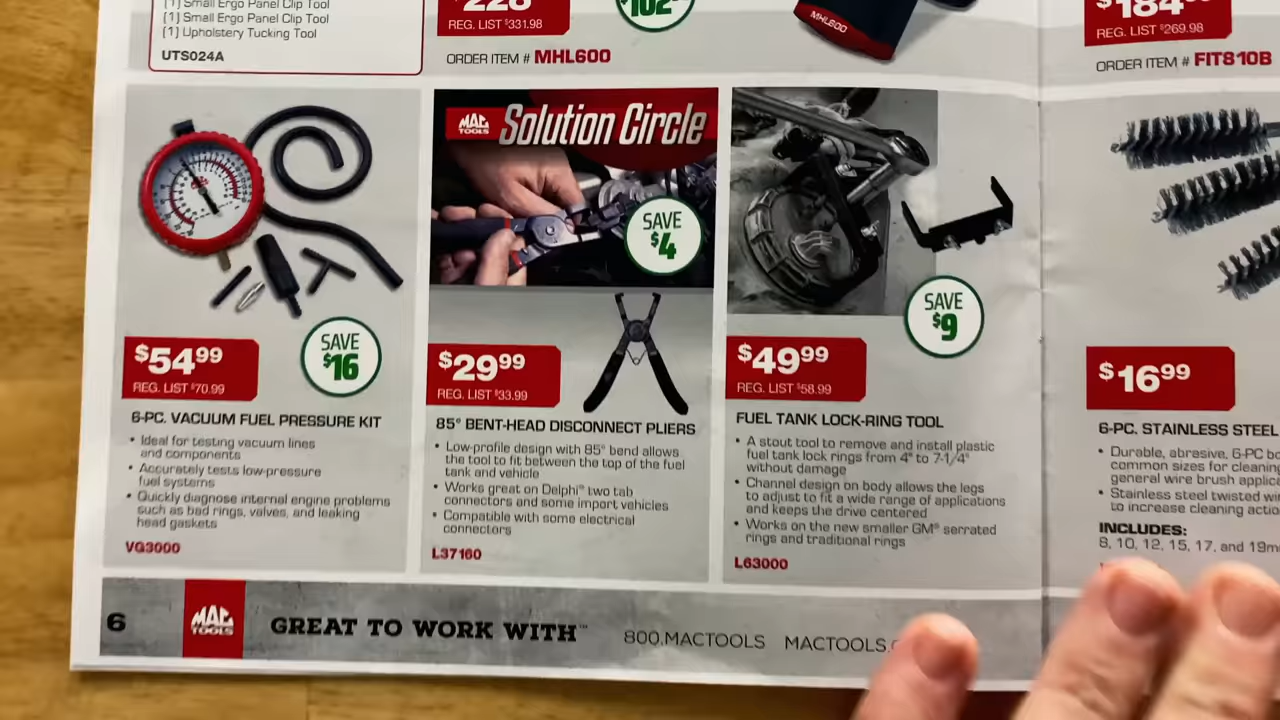 [1] Small Ergo Panel Clip Tool
[1] Small Ergo Panel Clip Tool
[1] Upholstery Tucking Tool
UTS024A
REG. LIST $331.98
ORDER ITEM # MHL600
MHL600
REG. LIST $269.98
ORDER ITEM # FIT810B
SAVE
$16
$54.99
REG. LIST $70.99
6-PC. VACUUM FUEL PRESSURE KIT
• Ideal for testing vacuum lines
and components
• Accurately tests low-pressure
fuel systems
• Quickly diagnose internal engine problems
such as bad rings, valves, and leaking
head gaskets
VG3000
MAC TOOLS
Solution Circle
SAVE
$4
$29.99
REG. LIST $33.99
85° BENT-HEAD DISCONNECT PLIERS
• Low-profile design with 85° bend allows
the tool to fit between the top of the fuel
tank and vehicle
• Works great on Delphi® two tab
connectors and some import vehicles
• Compatible with some electrical
connectors
L37160
SAVE
$9
$49.99
REG. LIST $58.99
FUEL TANK LOCK-RING TOOL
• A stout tool to remove and install plastic
fuel tank lock rings from 4" to 7-1/4"
without damage
• Channel design on body allows the legs
to adjust to fit a wide range of applications
and keeps the drive centered
• Works on the new smaller GM® serrated
rings and traditional rings
L63000
$16.99
6-PC. STAINLESS STEEL
• Durable, abrasive, 6-PC
common sizes for cleaning
general wire brush
• Stainless steel twisted
to increase cleaning
INCLUDES:
8, 10, 12, 15, 17, and 19m
6
MAC TOOLS
GREAT TO WORK WITH™
800.MACTOOLS MACTOOLS.